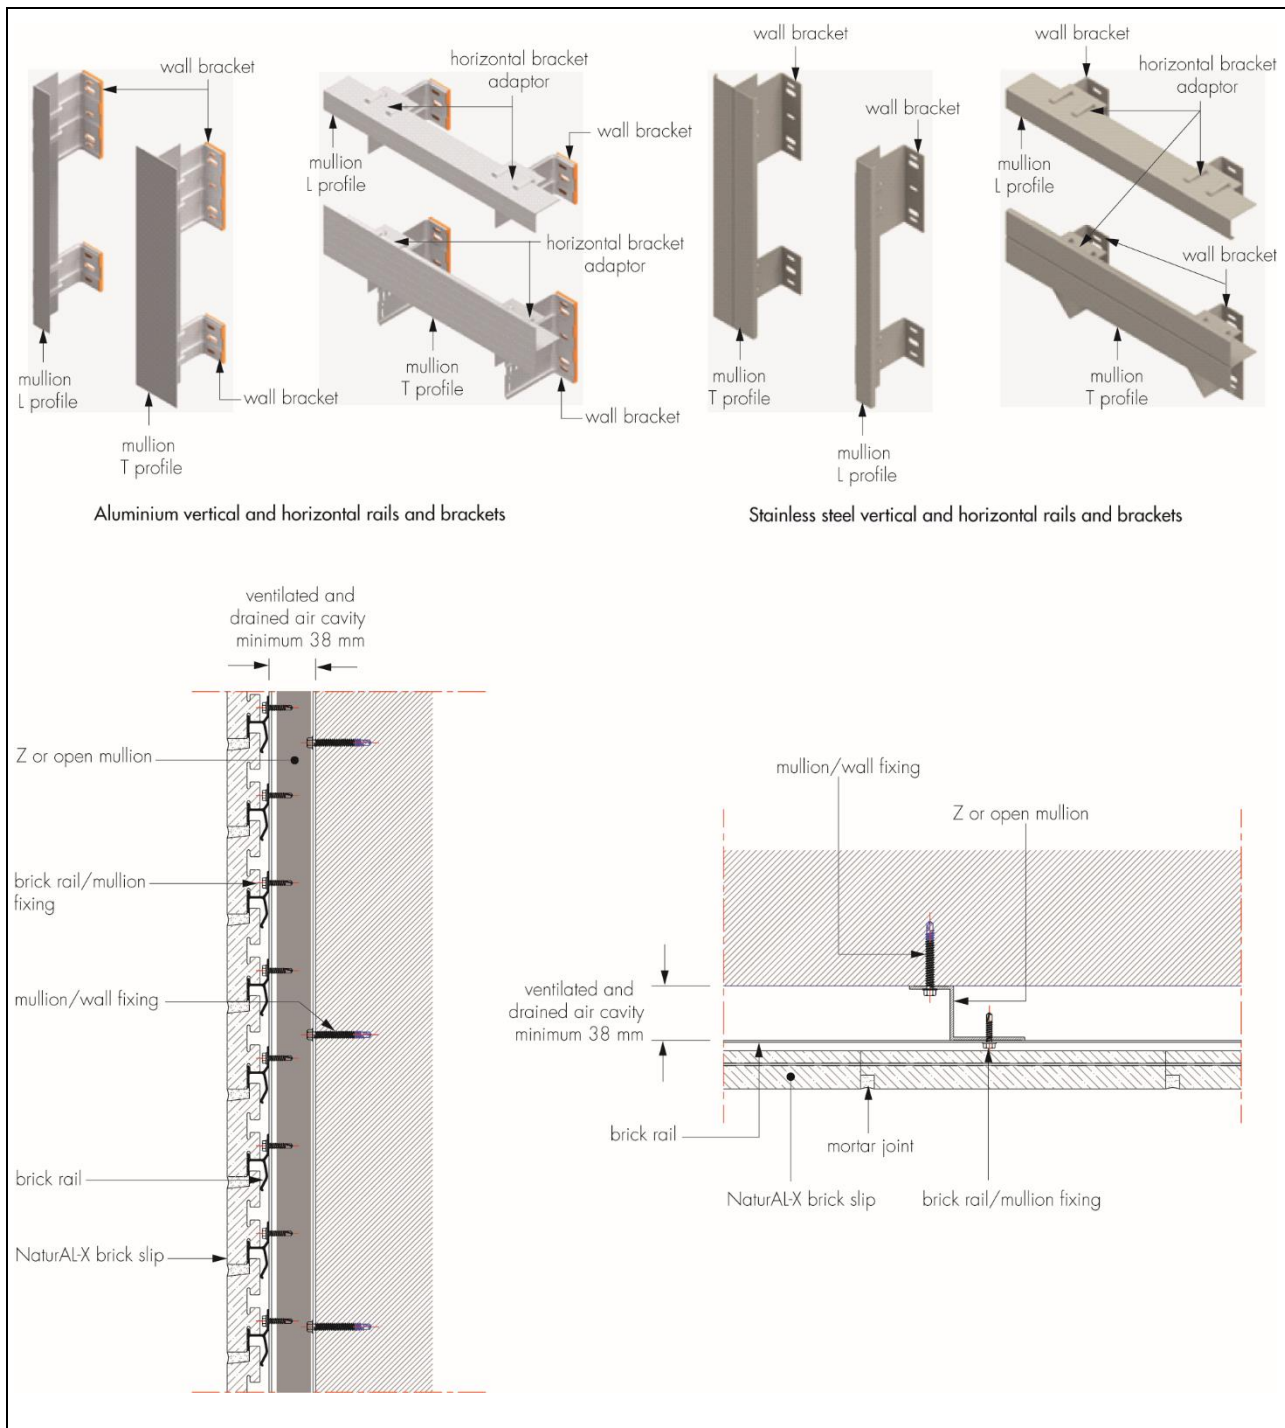 wall bracket
horizontal bracket
adaptor
wall bracket
mullion
L profile
horizontal bracket
adaptor
mullion
L profile
mullion
T profile
wall bracket
mullion
T profile
wall bracket
Aluminium vertical and horizontal rails and brackets
wall bracket
wall bracket
wall bracket
horizontal bracket
adaptor
mullion
L profile
wall bracket
mullion
T profile
mullion
L profile
mullion
T profile
Stainless steel vertical and horizontal rails and brackets
ventilated and
drained air cavity
minimum 38 mm
Z or open mullion
brick rail/mullion
fixing
mullion/wall fixing
brick rail
NaturAL-X brick slip
mullion/wall fixing
Z or open mullion
ventilated and
drained air cavity
minimum 38 mm
brick rail
mortar joint
NaturAL-X brick slip
brick rail/mullion fixing